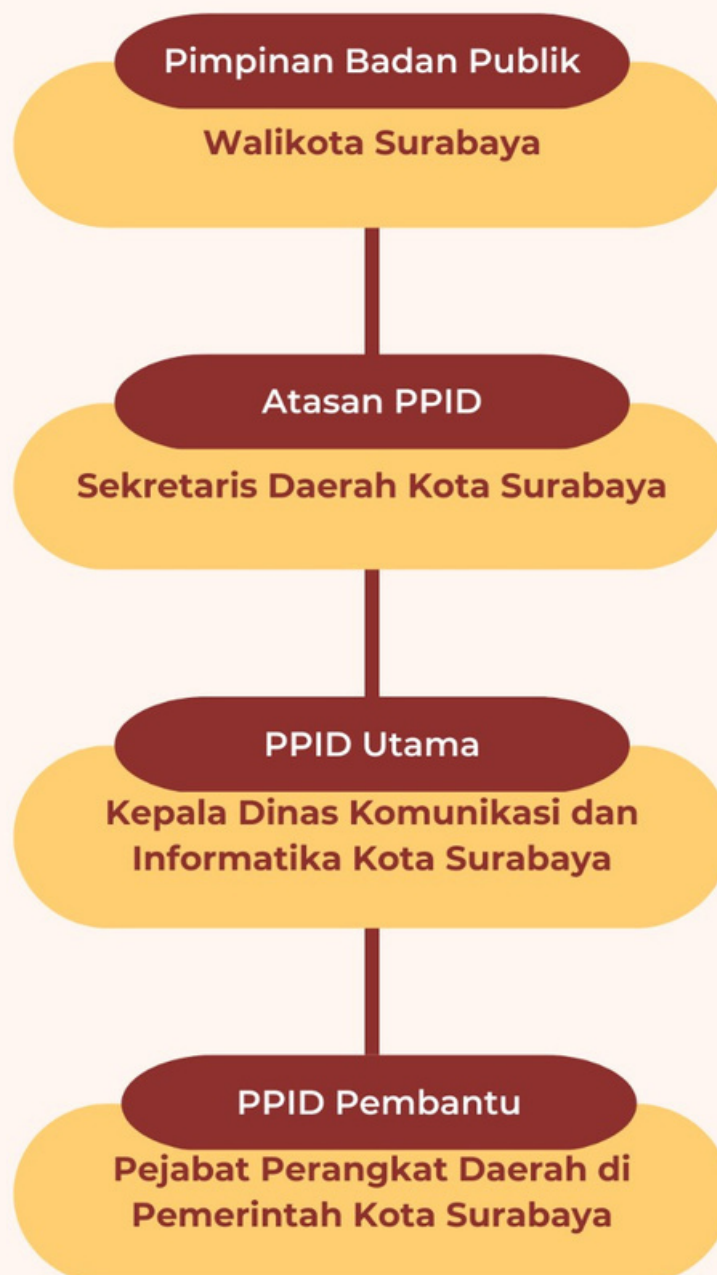 Pimpinan Badan Publik
Walikota Surabaya
Atasan PPID
Sekretaris Daerah Kota Surabaya
PPID Utama
Kepala Dinas Komunikasi dan
Informatika Kota Surabaya
PPID Pembantu
Pejabat Perangkat Daerah di
Pemerintah Kota Surabaya